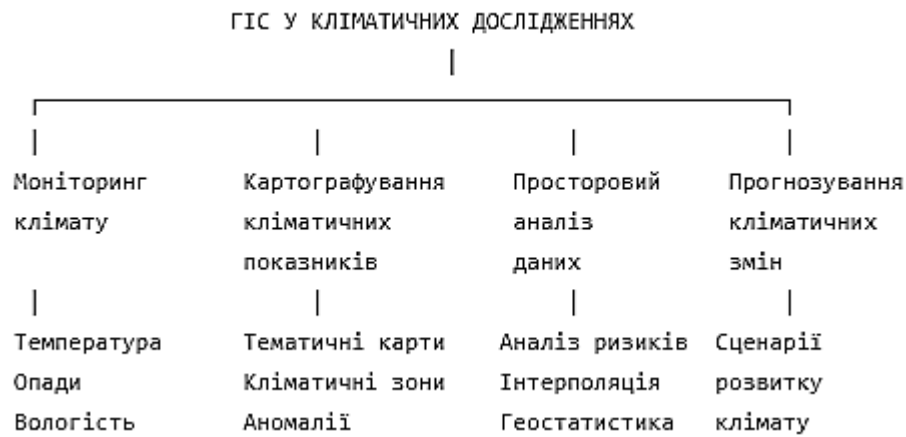 ГІС У КЛІМАТИЧНИХ ДОСЛІДЖЕННЯХ
Моніторинг Картографування Просторовий Прогнозування
клімату кліматичних аналіз кліматичних
показників даних змін
Температура Тематичні карти Аналіз ризиків Сценарії
Опади Кліматичні зони Інтерполяція розвитку
Вологість Аномалії Геостатистика клімату